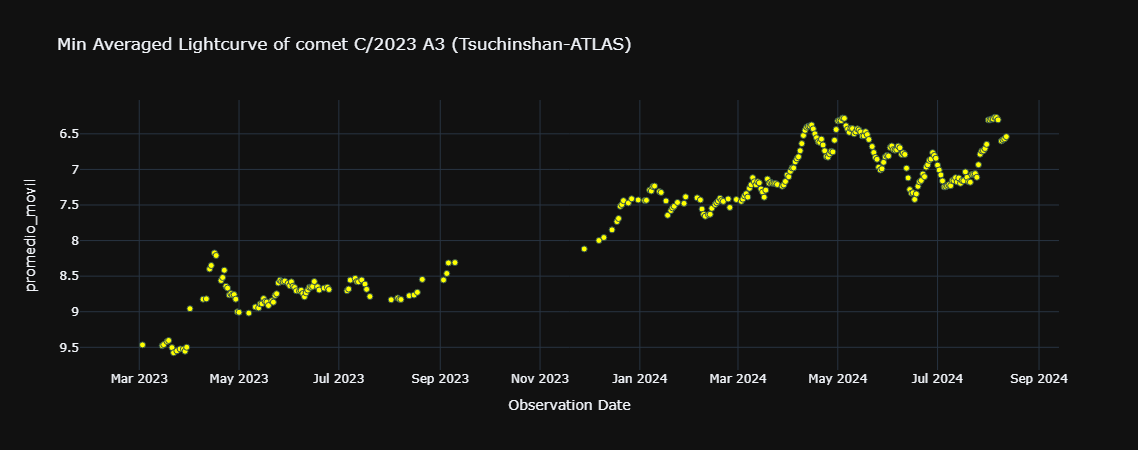 Min Averaged Lightcurve of comet C/2023 A3 (Tsuchinshan-ATLAS)
promedio_movil
6.5
7
7.5
8
8.5
9
9.5
Mar 2023 May 2023 Jul 2023 Sep 2023 Nov 2023 Jan 2024 Mar 2024 May 2024 Jul 2024 Sep 2024
Observation Date